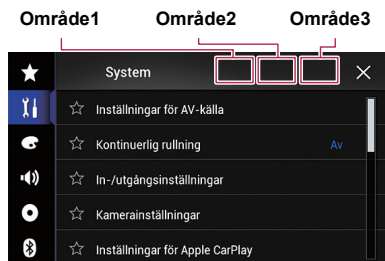 Område1 Område2 Område3
System
Inställningar för AV-källa
Kontinuerlig rullning Av
In-/utgångsinställningar
Kamerainställningar
Inställningar för Apple CarPlay